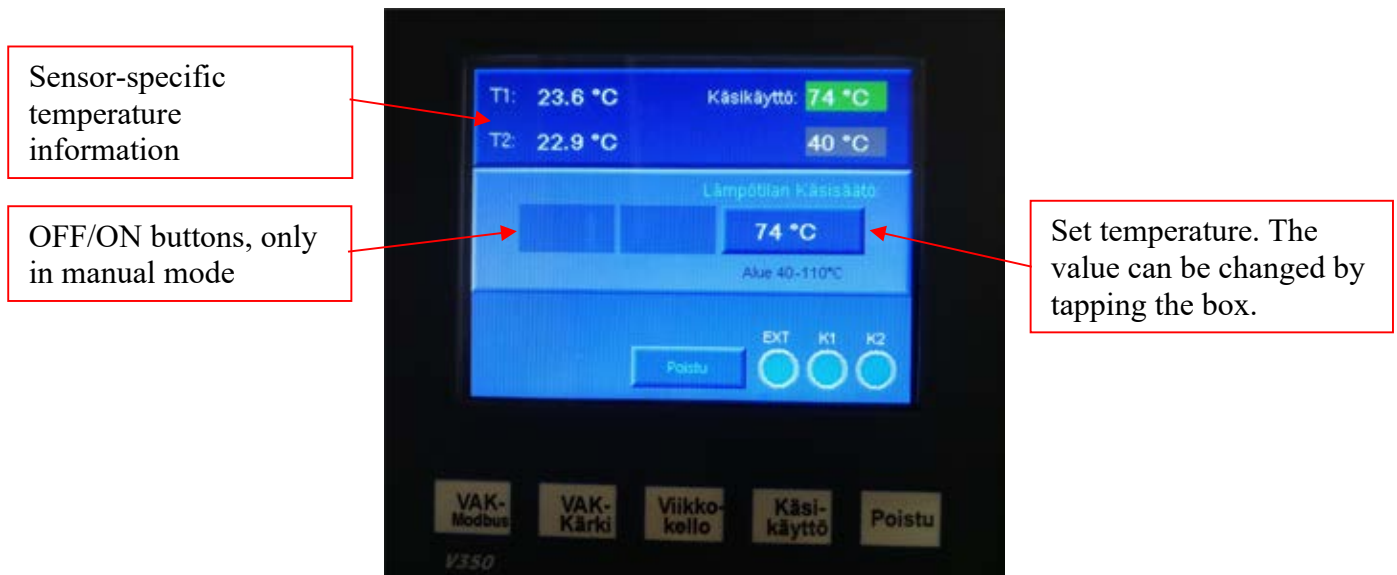 Sensor-specific
temperature
information
OFF/ON buttons, only
in manual mode
T1: 23.6 °C Käsikäyttö: 74 °C
T2: 22.9 °C 40 °C
Lämpötilan Käsisäätö:
74 °C
Alue 40-110°C
EXT K1 K2
Poistu
Set temperature. The
value can be changed by
tapping the box.
VAK-
Modbus
VAK-
Kärki
Viikko-
kello
Käsi-
käyttö
Poistu
V350